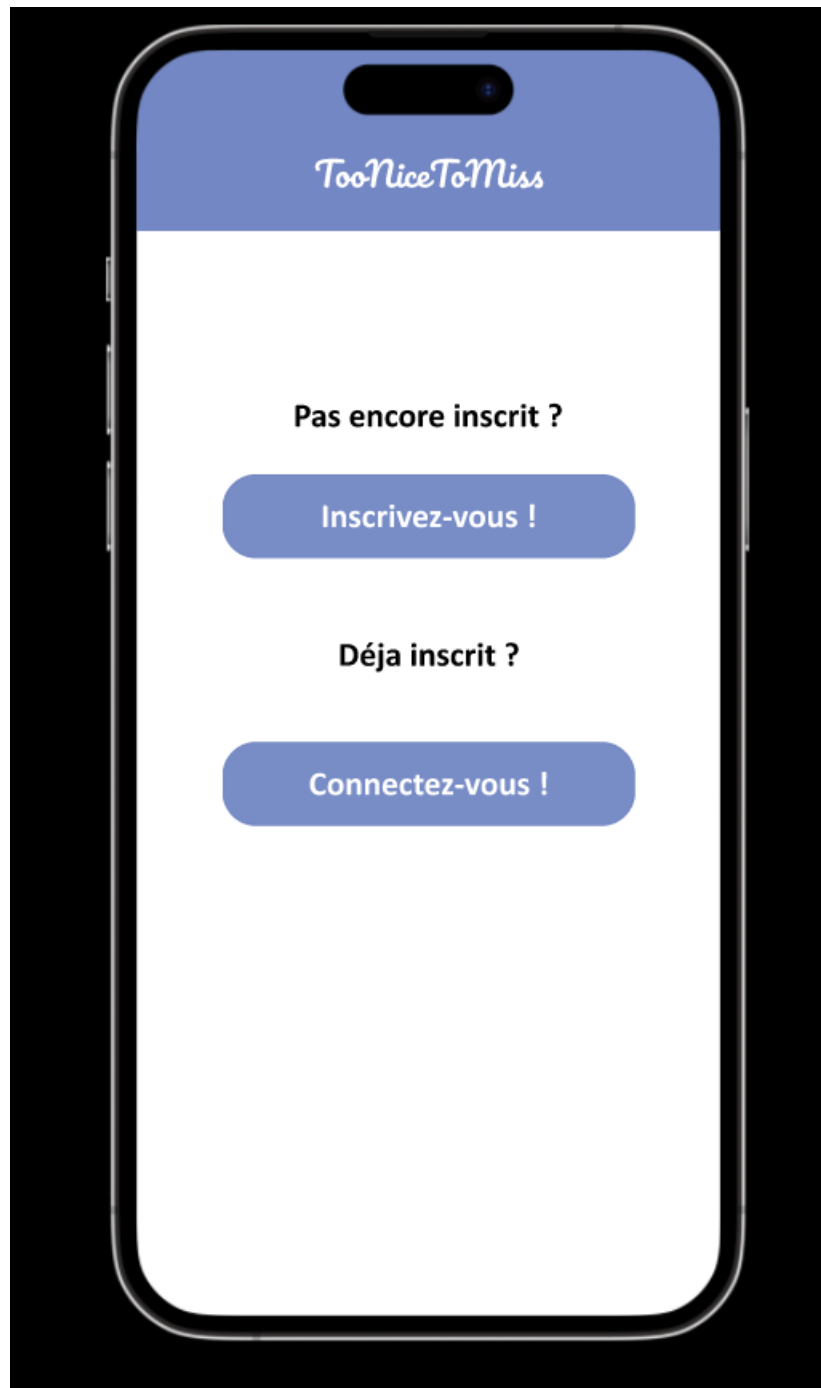 TooNiceToMiss
Pas encore inscrit ?
Inscrivez-vous !
Déja inscrit ?
Connectez-vous !